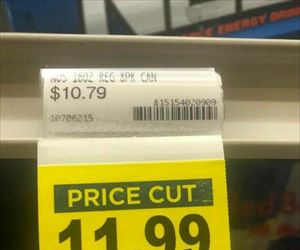 ENERGY DRINK
NOS 16OZ REG 8PK CAN
$10.79
815154020909
10706215
PRICE CUT
11.99